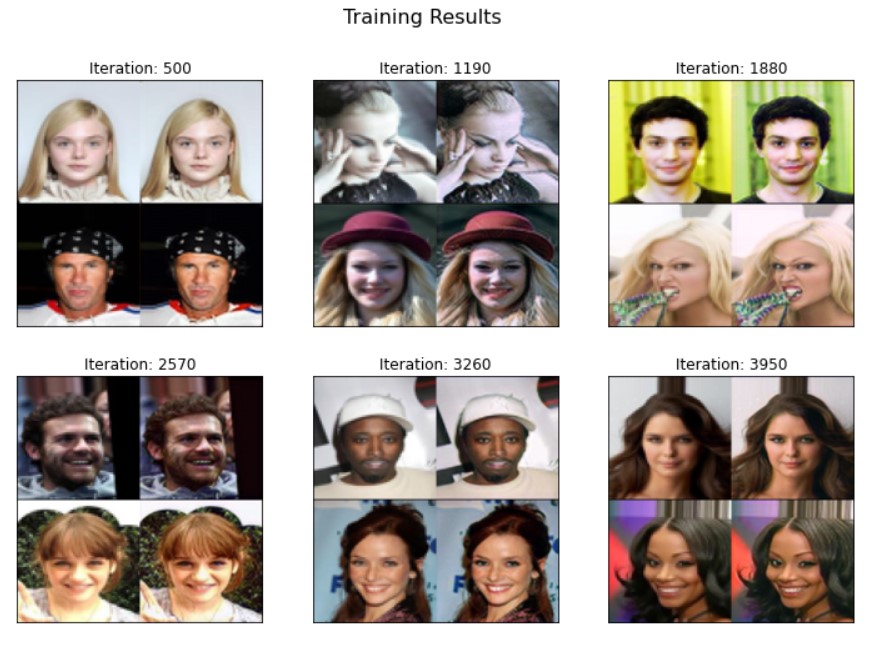 Training Results
Iteration: 500
Iteration: 1190
Iteration: 1880
Iteration: 2570
Iteration: 3260
Iteration: 3950